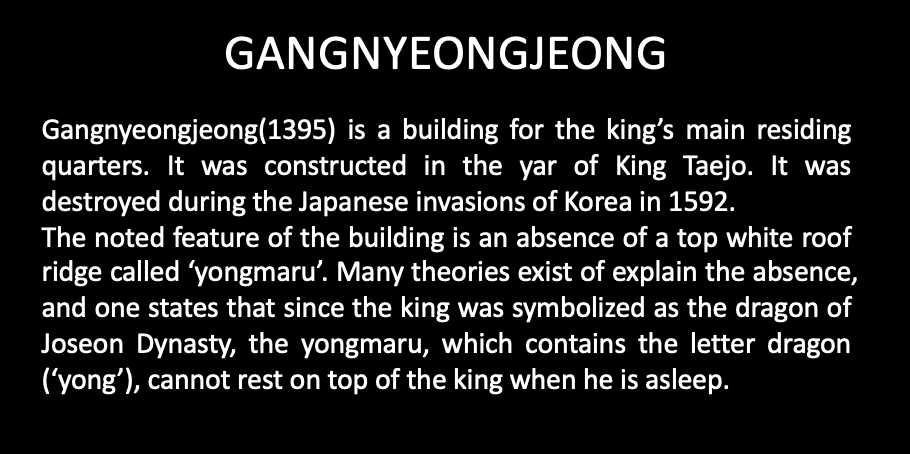 GANGNYEONGJEONG
Gangnyeongjeong(1395) is a building for the king’s main residing
quarters. It was constructed in the yar of King Taejo. It was
destroyed during the Japanese invasions of Korea in 1592.
The noted feature of the building is an absence of a top white roof
ridge called ‘yongmaru’. Many theories exist of explain the absence,
and one states that since the king was symbolized as the dragon of
Joseon Dynasty, the yongmaru, which contains the letter dragon
(‘yong’), cannot rest on top of the king when he is asleep.